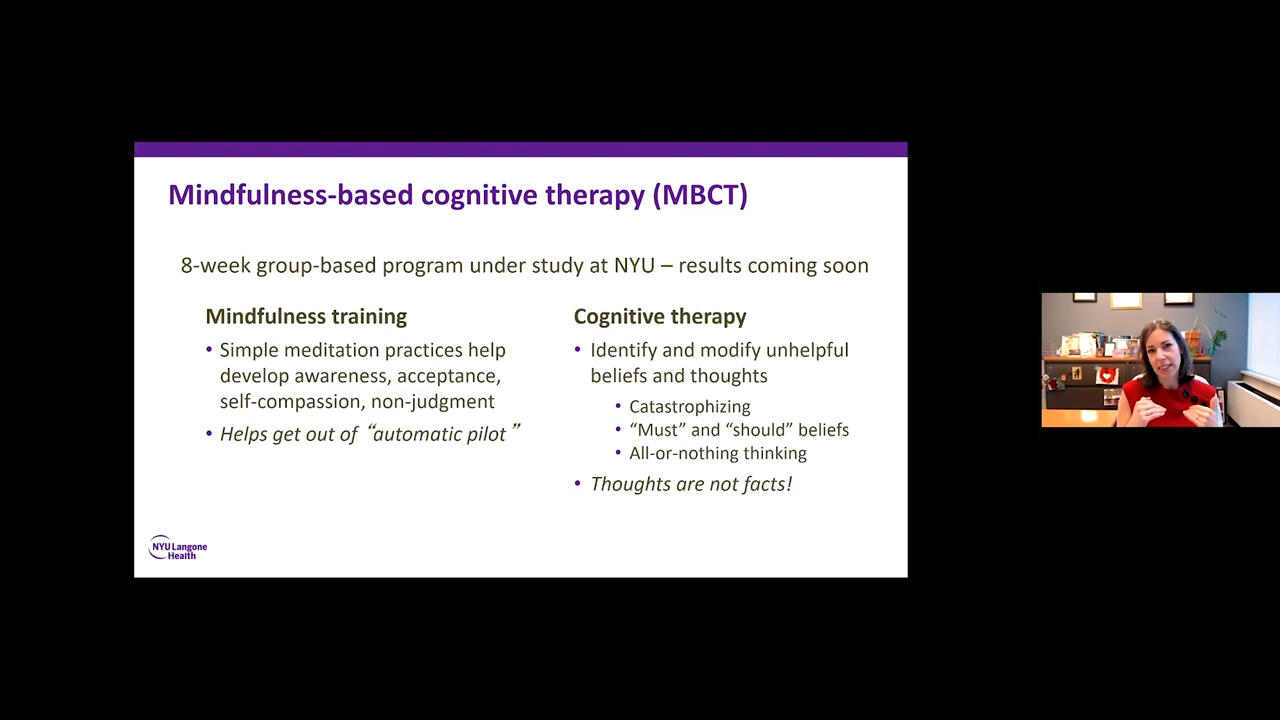 Mindfulness-based cognitive therapy (MBCT)
8-week group-based program under study at NYU – results coming soon
Mindfulness training
• Simple meditation practices help
develop awareness, acceptance,
self-compassion, non-judgment
• Helps get out of “automatic pilot”
Cognitive therapy
• Identify and modify unhelpful
beliefs and thoughts
• Catastrophizing
• “Must” and “should” beliefs
• All-or-nothing thinking
• Thoughts are not facts!
NYU Langone
Health